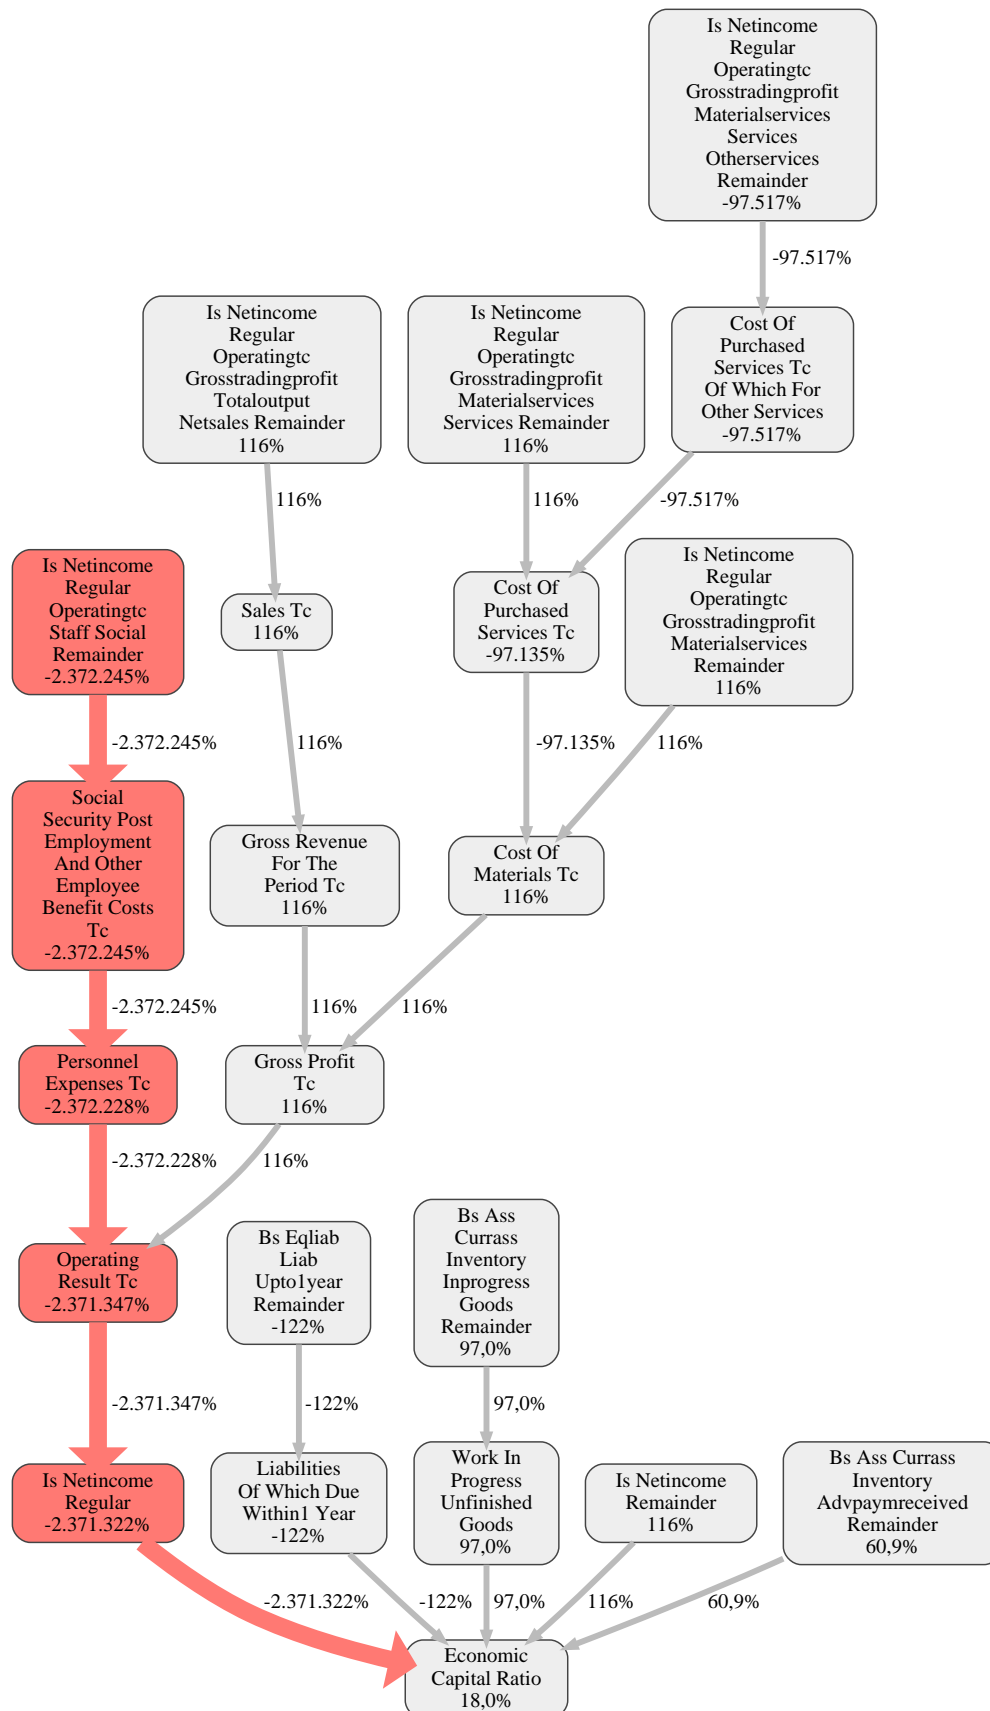 Is Netincome
Regular
Operatingtc
Grosstradingprofit
Materialservices
Services
Otherservices
Remainder
-97.517%
-97.517%
Is Netincome
Regular
Operatingtc
Grosstradingprofit
Totaloutput
Netsales Remainder
116%
Is Netincome
Regular
Operatingtc
Grosstradingprofit
Materialservices
Services Remainder
116%
Cost Of
Purchased
Services Tc
Of Which For
Other Services
-97.517%
116%
116%
-97.517%
Is Netincome
Regular
Operatingtc
Staff Social
Remainder
-2.372.245%
Sales Tc
116%
Cost Of
Purchased
Services Tc
-97.135%
Is Netincome
Regular
Operatingtc
Grosstradingprofit
Materialservices
Remainder
116%
-2.372.245%
116%
-97.135%
116%
Social
Security Post
Employment
And Other
Employee
Benefit Costs
Tc
-2.372.245%
Gross Revenue
For The
Period Tc
116%
Cost Of
Materials Tc
116%
-2.372.245%
116%
116%
Personnel
Expenses Tc
-2.372.228%
Gross Profit
Tc
116%
-2.372.228%
116%
Operating
Result Tc
-2.371.347%
Bs Eqliab
Liab
Upto1year
Remainder
-122%
Bs Ass
Currass
Inventory
Inprogress
Goods
Remainder
97,0%
-2.371.347%
-122%
97,0%
Is Netincome
Regular
-2.371.322%
Liabilities
Of Which Due
Within1 Year
-122%
Work In
Progress
Unfinished
Goods
97,0%
Is Netincome
Remainder
116%
Bs Ass Currass
Inventory
Advpaymreceived
Remainder
60,9%
-2.371.322%
-122%
97,0%
116%
60,9%
Economic
Capital Ratio
18,0%